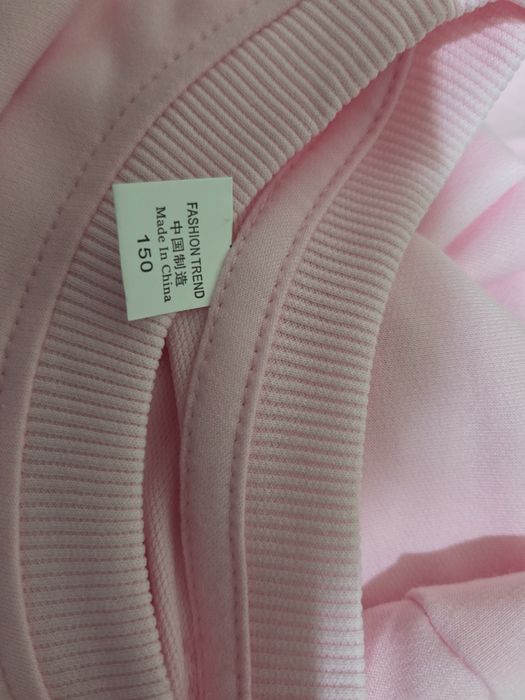 FASHION TREND
中国制造
Made In China
150